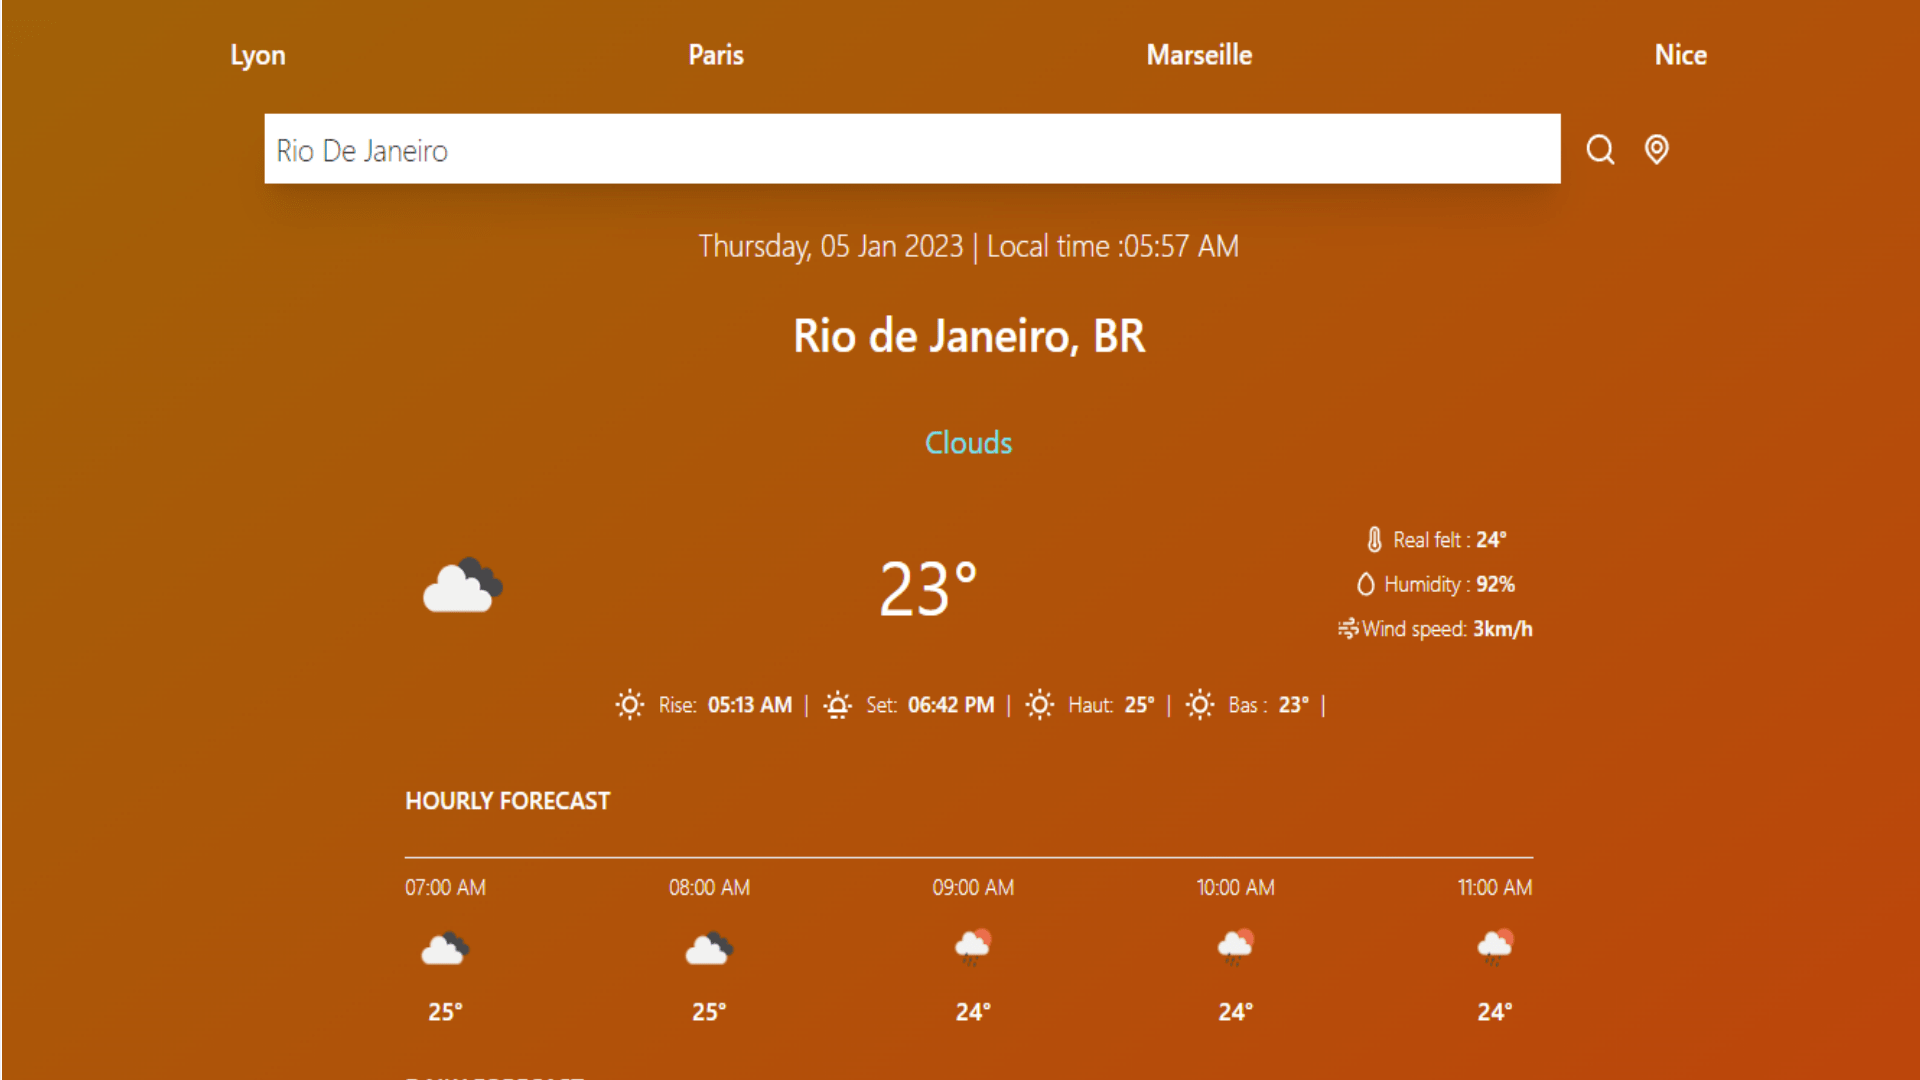 Lyon Paris Marseille Nice
Rio De Janeiro
Thursday, 05 Jan 2023 | Local time :05:57 AM
Rio de Janeiro, BR
Clouds
23°
Real felt : 24°
Humidity : 92%
Wind speed: 3km/h
Rise: 05:13 AM | Set: 06:42 PM | Haut: 25° | Bas : 23° |
HOURLY FORECAST
07:00 AM 08:00 AM 09:00 AM 10:00 AM 11:00 AM
25° 25° 24° 24° 24°